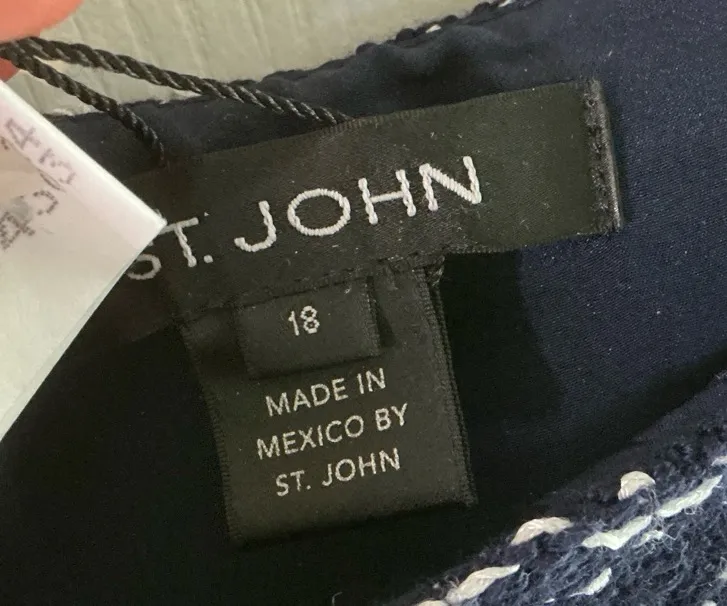 ST. JOHN
18
MADE IN
MEXICO BY
ST. JOHN